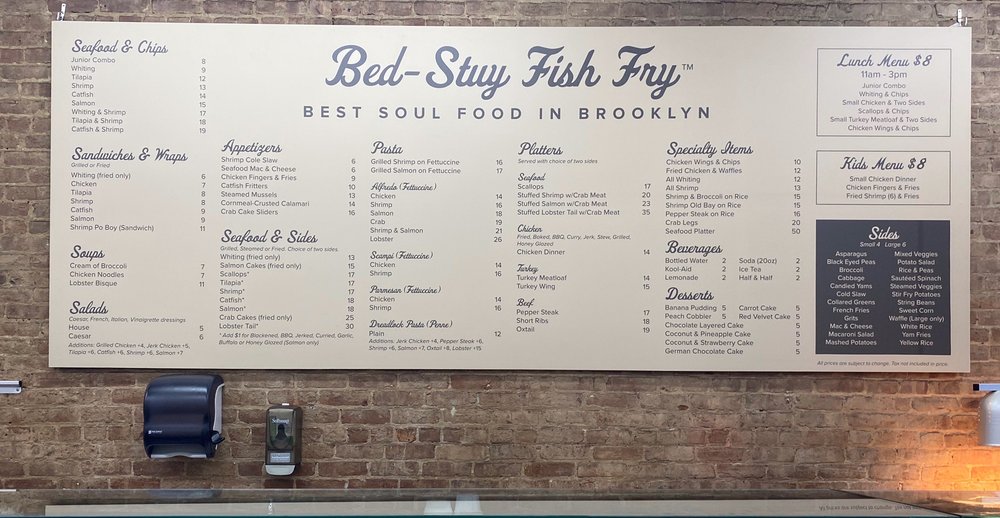 Bed-Stuy Fish Fry™
BEST SOUL FOOD IN BROOKLYN
Seafood & Chips
Junior Combo 8
Whiting 9
Tilapia 12
Shrimp 13
Catfish 14
Salmon 15
Whiting & Shrimp 17
Tilapia & Shrimp 18
Catfish & Shrimp 19
Sandwiches & Wraps
Grilled or Fried
Whiting (fried only) 6
Chicken 7
Tilapia 8
Shrimp 8
Catfish 9
Salmon 9
Shrimp Po Boy (Sandwich) 11
Soups
Cream of Broccoli 7
Chicken Noodles 7
Lobster Bisque 11
Salads
Caesar, French, Italian, Vinaigrette dressings
House 5
Caesar 6
Additions: Grilled Chicken +4, Jerk Chicken +5,
Tilapia +6, Catfish +6, Shrimp +6, Salmon +7
Appetizers
Shrimp Cole Slaw 6
Seafood Mac & Cheese 6
Chicken Fingers & Fries 9
Catfish Fritters 10
Steamed Mussels 13
Cornmeal-Crusted Calamari 14
Crab Cake Sliders 16
Seafood & Sides
Grilled, Steamed or Fried. Choice of two sides.
Whiting (fried only) 13
Salmon Cakes (fried only) 15
Scallops* 17
Tilapia* 17
Shrimp* 17
Catfish* 18
Salmon* 18
Crab Cakes (fried only) 25
Lobster Tail* 30
*Add $1 for Blackened, BBQ, Jerked, Curried, Garlic,
Buffalo or Honey Glazed (Salmon only)
Pasta
Grilled Shrimp on Fettuccine 16
Grilled Salmon on Fettuccine 17
Alfredo (Fettuccine)
Chicken 14
Shrimp 16
Salmon 18
Crab 19
Shrimp & Salmon 21
Lobster 26
Scampi (Fettuccine)
Chicken 14
Shrimp 16
Parmesan (Fettuccine)
Chicken 14
Shrimp 16
Dreadlock Pasta (Penne)
Plain 12
Additions: Jerk Chicken +4, Pepper Steak +6,
Shrimp +6, Salmon +7, Oxtail +8, Lobster +15
Platters
Served with choice of two sides
Seafood
Scallops 17
Stuffed Shrimp w/Crab Meat 20
Stuffed Salmon w/Crab Meat 23
Stuffed Lobster Tail w/Crab Meat 35
Chicken
Fried, Baked, BBQ, Curry, Jerk, Stew, Grilled,
Honey Glazed
Chicken Dinner 14
Turkey
Turkey Meatloaf 14
Turkey Wing 15
Beef
Pepper Steak 17
Short Ribs 18
Oxtail 19
Specialty Items
Chicken Wings & Chips 10
Fried Chicken & Waffles 12
All Whiting 12
All Shrimp 13
Shrimp & Broccoli on Rice 15
Shrimp Old Bay on Rice 15
Pepper Steak on Rice 16
Crab Legs 20
Seafood Platter 50
Beverages
Bottled Water 2 Soda (20oz) 2
Kool-Aid 2 Ice Tea 2
Lemonade 2 Half & Half 2
Desserts
Banana Pudding 5 Carrot Cake 5
Peach Cobbler 5 Red Velvet Cake 5
Chocolate Layered Cake 5
Coconut & Pineapple Cake 5
Coconut & Strawberry Cake 5
German Chocolate Cake 5
Lunch Menu $8
11am - 3pm
Junior Combo
Whiting & Chips
Small Chicken & Two Sides
Scallops & Chips
Small Turkey Meatloaf & Two Sides
Chicken Wings & Chips
Kids Menu $8
Small Chicken Dinner
Chicken Fingers & Fries
Fried Shrimp (6) & Fries
Sides
Small 4 Large 6
Asparagus Mixed Veggies
Black Eyed Peas Potato Salad
Broccoli Rice & Peas
Cabbage Sautéed Spinach
Candied Yams Steamed Veggies
Cold Slaw Stir Fry Potatoes
Collared Greens String Beans
French Fries Sweet Corn
Grits Waffle (Large only)
Mac & Cheese White Rice
Macaroni Salad Yam Fries
Mashed Potatoes Yellow Rice
All prices are subject to change. Tax not included in price.